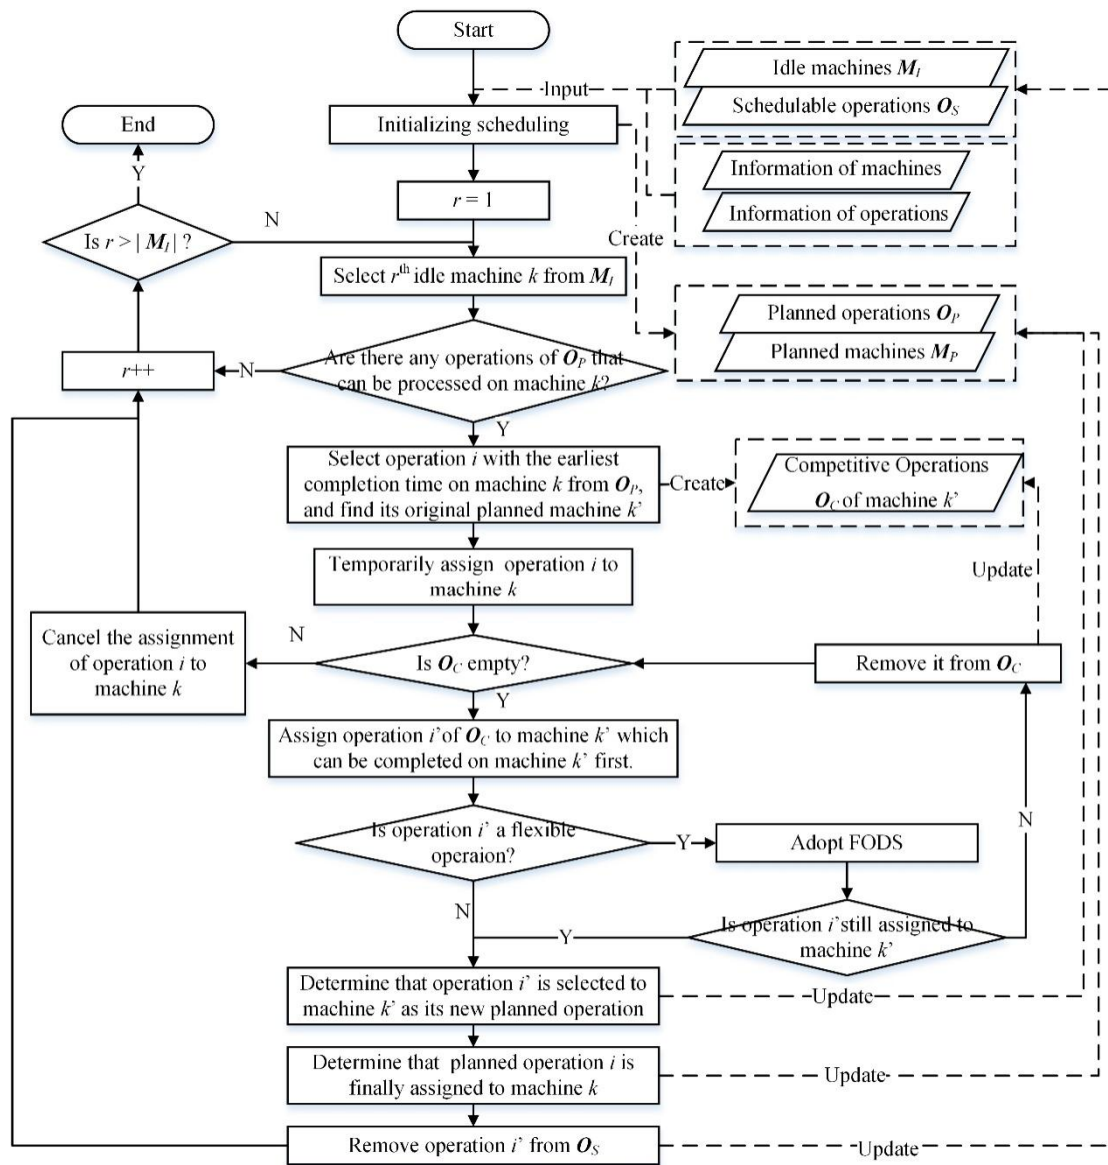 Start
Input
Idle machines M_I
Schedulable operations O_S
End
Initializing scheduling
Y
Information of machines
r = 1
Information of operations
N
Is r > | M_I | ?
Create
Select r^th idle machine k from M_I
Planned operations O_P
Planned machines M_P
Are there any operations of O_P that
can be processed on machine k?
N
r++
Y
Select operation i with the earliest
completion time on machine k from O_P,
and find its original planned machine k’
Create
Competitive Operations
O_C of machine k’
Temporarily assign operation i to
machine k
Update
N
Cancel the assignment
of operation i to
machine k
Is O_C empty?
Remove it from O_C
Y
Assign operation i’of O_C to machine k’ which
can be completed on machine k’ first.
Is operation i’ a flexible
operaion?
Y
Adopt FODS
N
N
Is operation i’still assigned to
machine k’
Y
Determine that operation i’ is selected to
machine k’ as its new planned operation
Update
Determine that planned operation i is
finally assigned to machine k
Update
Remove operation i’ from O_S
Update